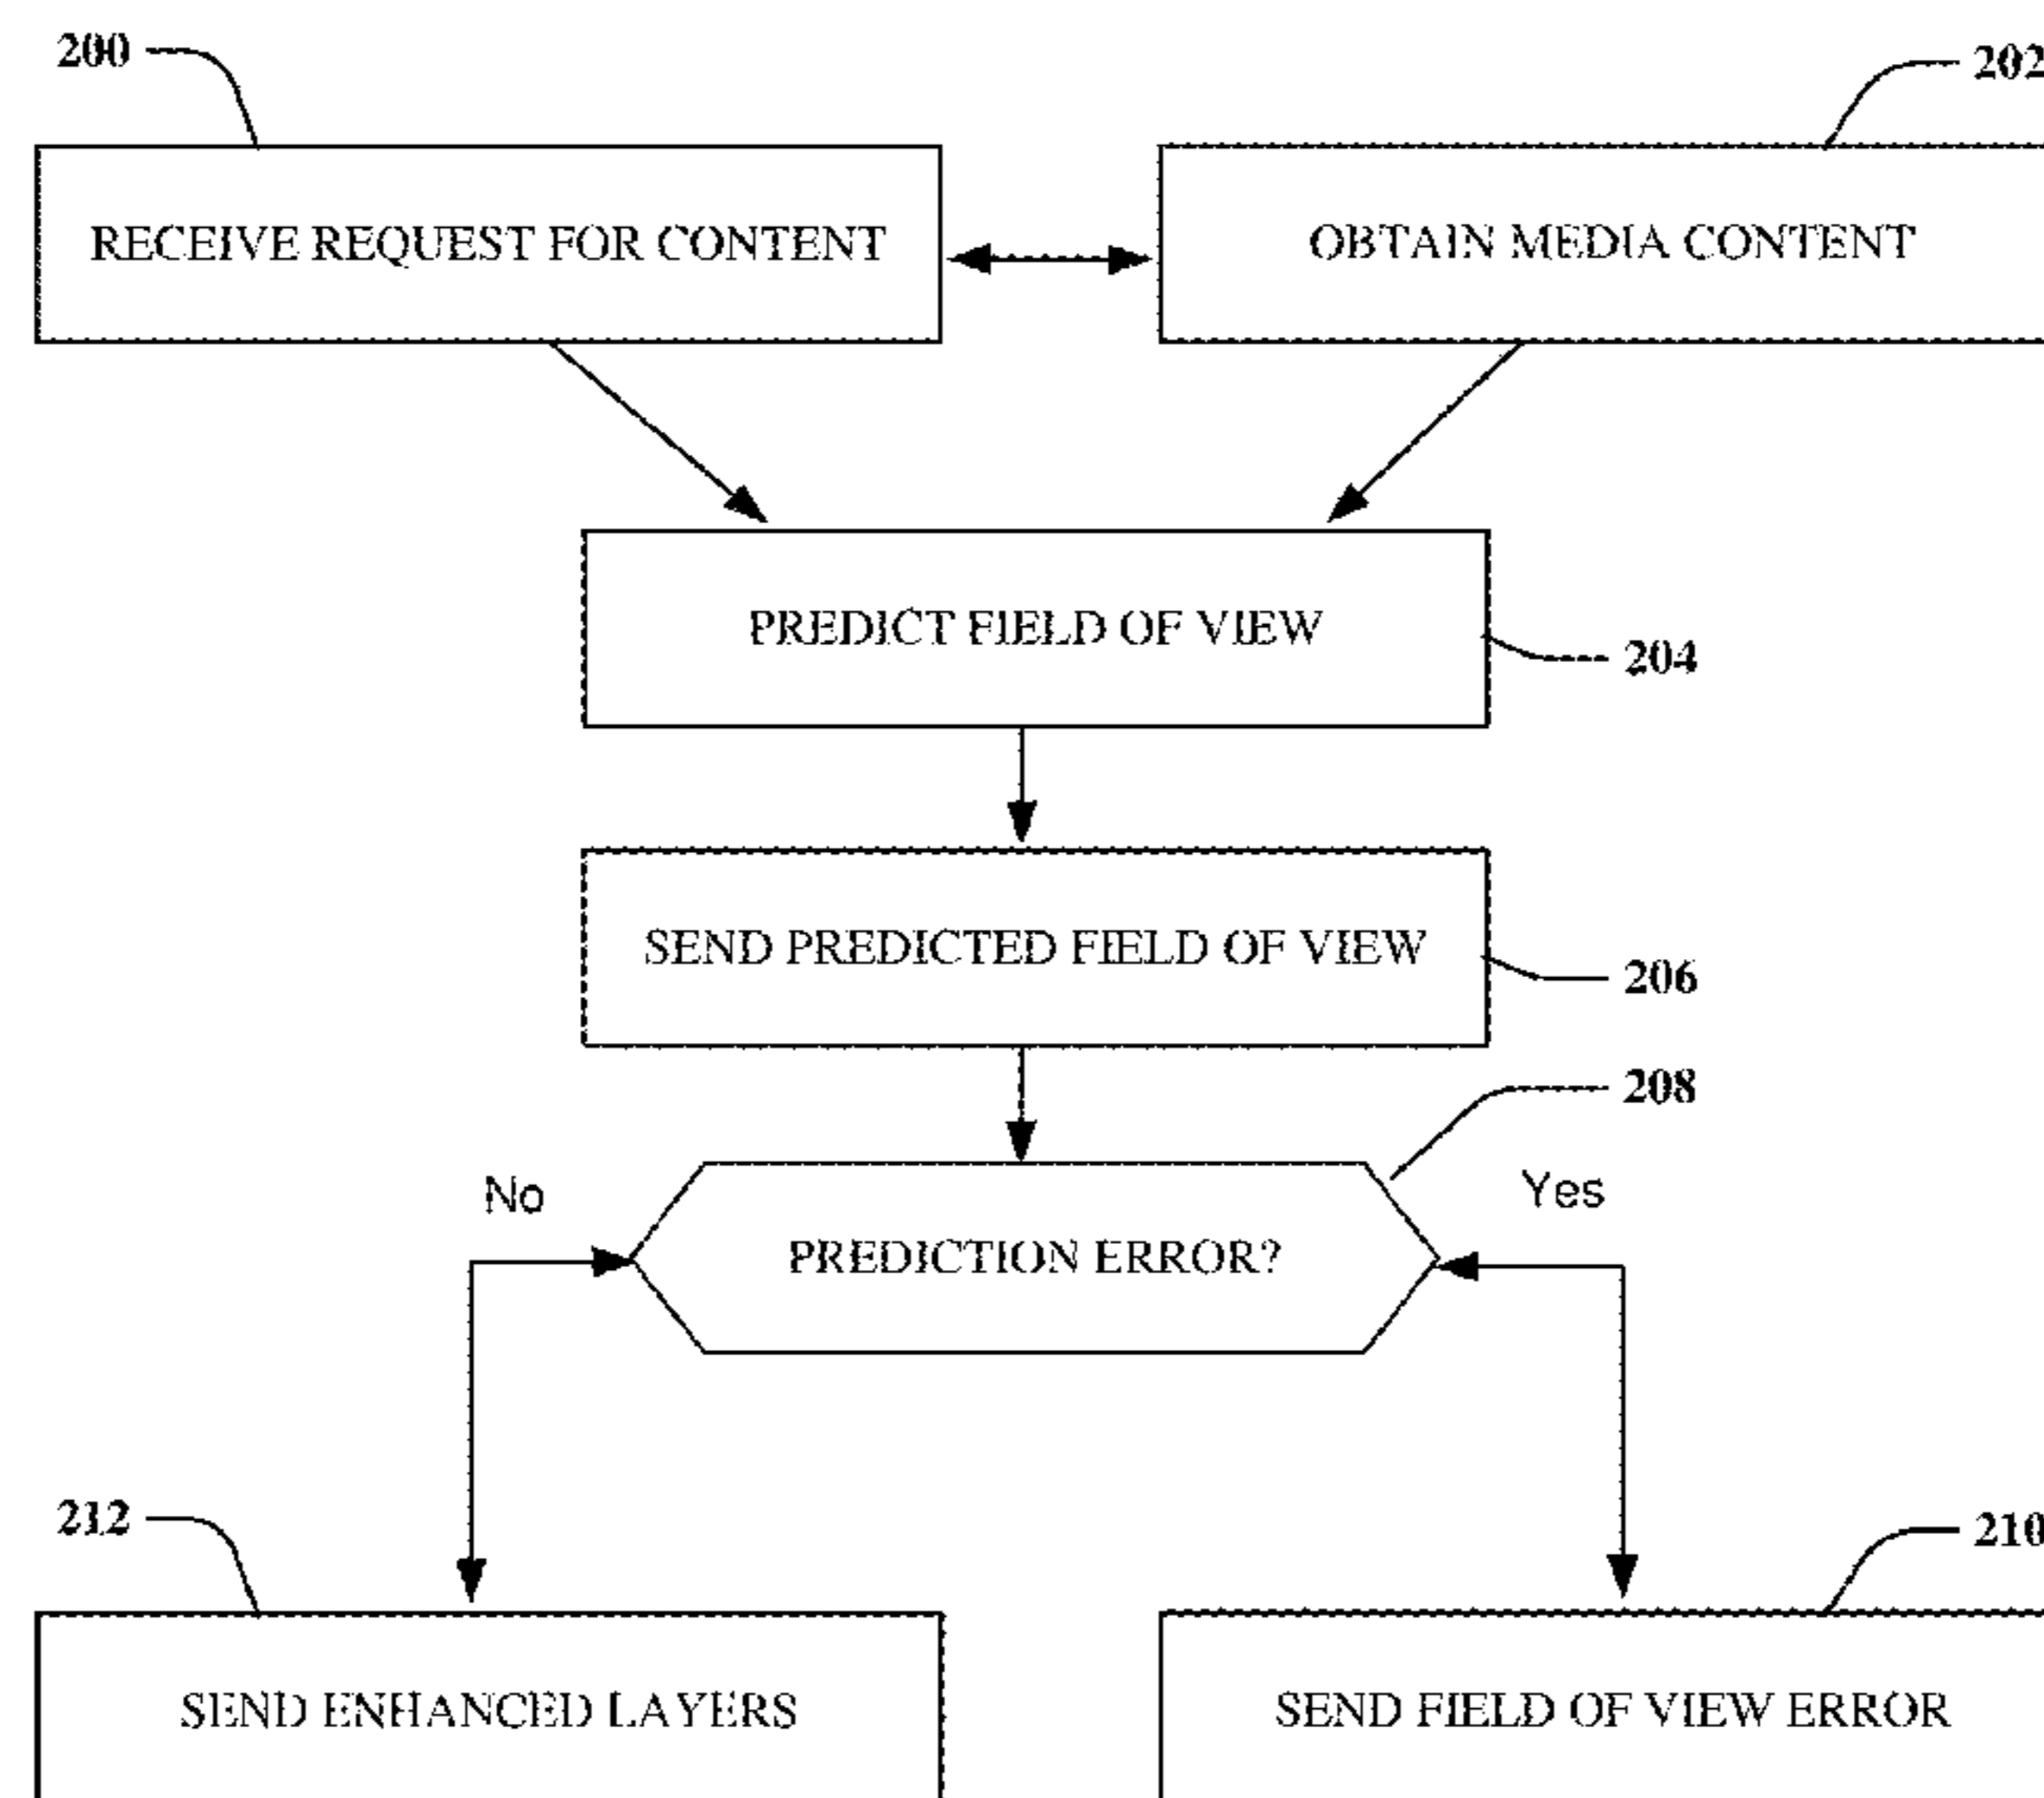 200
202
RECEIVE REQUEST FOR CONTENT
OBTAIN MEDIA CONTENT
PREDICT FIELD OF VIEW
204
SEND PREDICTED FIELD OF VIEW
206
208
No
Yes
PREDICTION ERROR?
212
210
SEND ENHANCED LAYERS
SEND FIELD OF VIEW ERROR